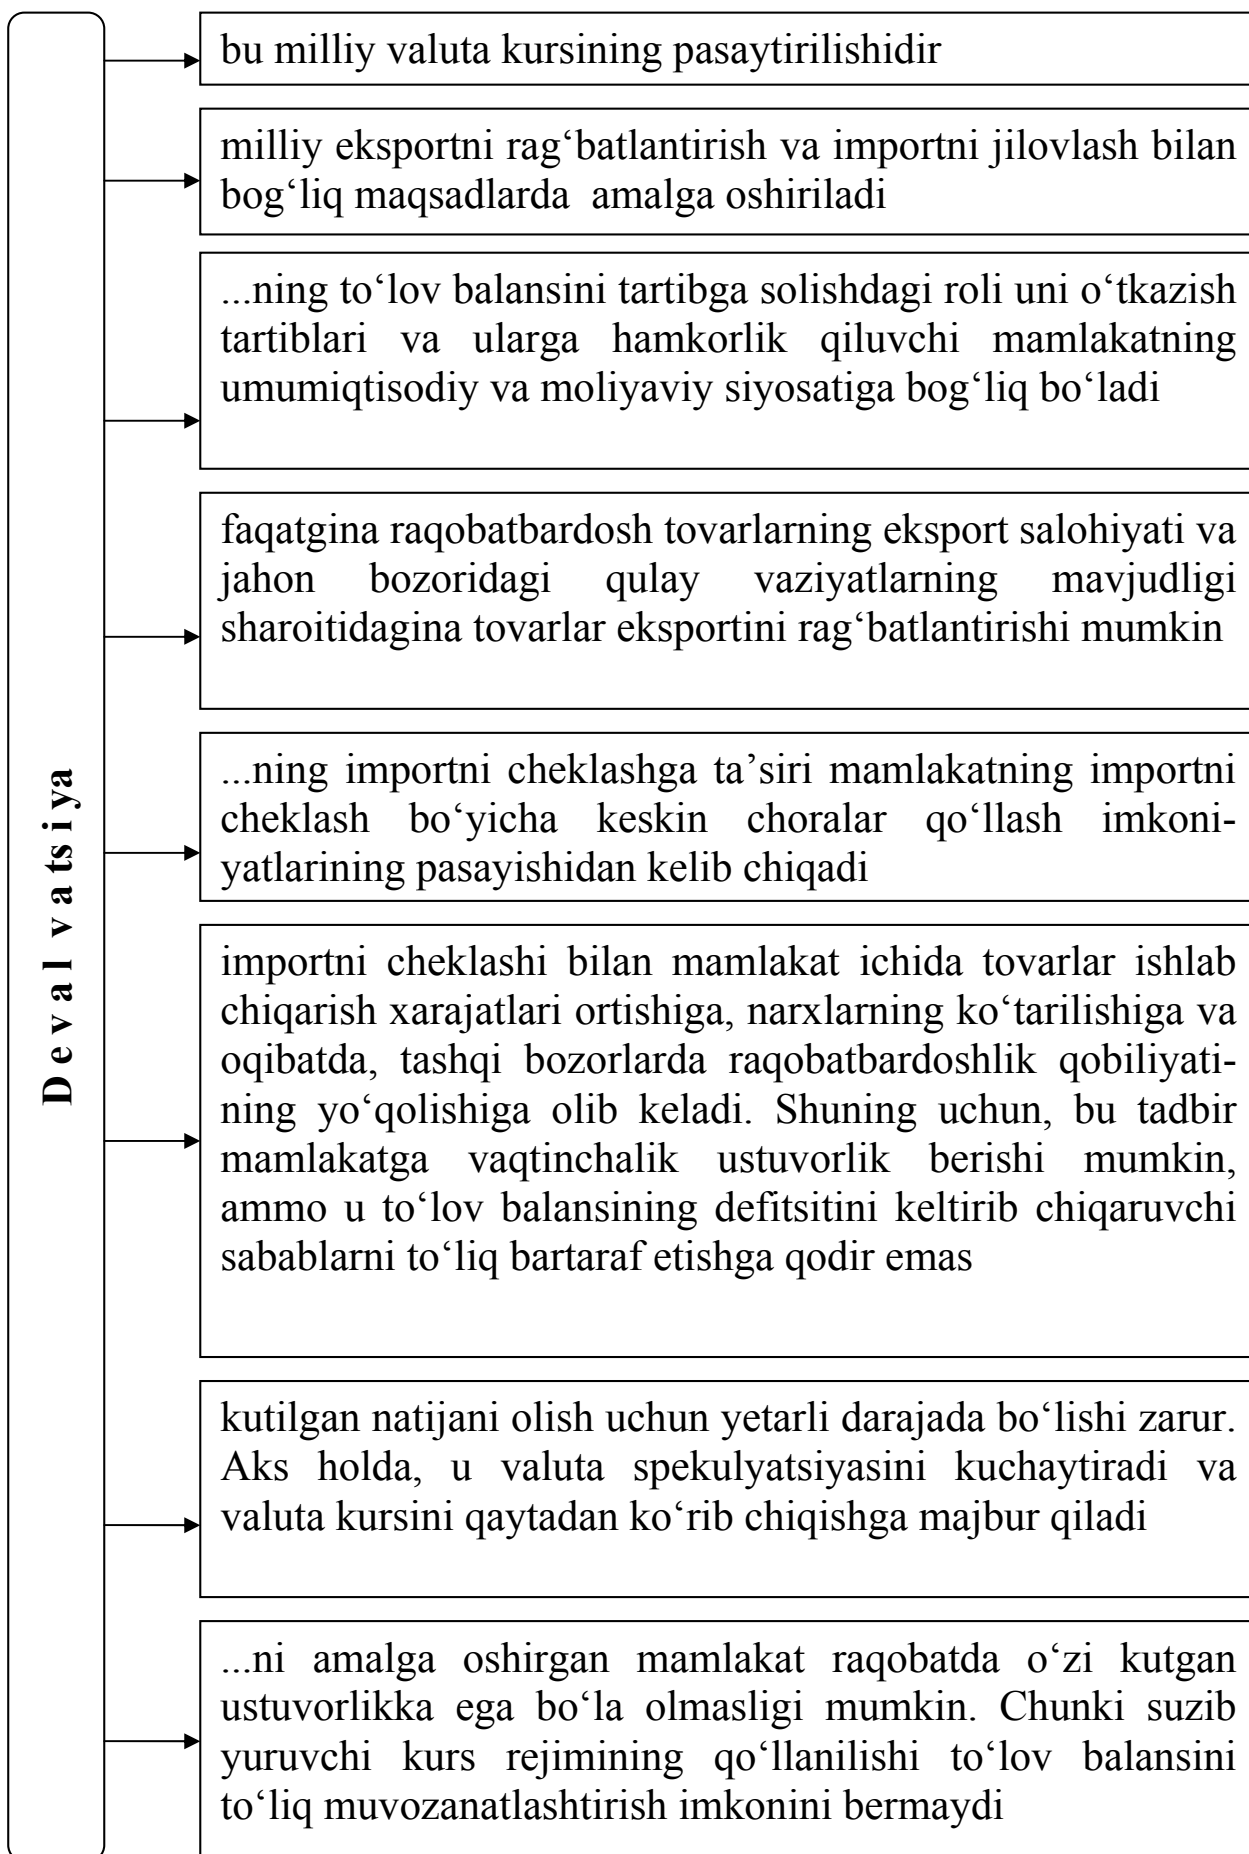 Devalvatsiya
bu milliy valuta kursining pasaytirilishidir
milliy eksportni rag‘batlantirish va importni jilovlash bilan
bog‘liq maqsadlarda amalga oshiriladi
...ning to‘lov balansini tartibga solishdagi roli uni o‘tkazish
tartiblari va ularga hamkorlik qiluvchi mamlakatning
umumiqtisodiy va moliyaviy siyosatiga bog‘liq bo‘ladi
faqatgina raqobatbardosh tovarlarning eksport salohiyati va
jahon bozoridagi qulay vaziyatlarning mavjudligi
sharoitidagina tovarlar eksportini rag‘batlantirishi mumkin
...ning importni cheklashga ta’siri mamlakatning importni
cheklash bo‘yicha keskin choralar qo‘llash imkoni-
yatlarining pasayishidan kelib chiqadi
importni cheklashi bilan mamlakat ichida tovarlar ishlab
chiqarish xarajatlari ortishiga, narxlarning ko‘tarilishiga va
oqibatda, tashqi bozorlarda raqobatbardoshlik qobiliyati-
ning yo‘qolishiga olib keladi. Shuning uchun, bu tadbir
mamlakatga vaqtinchalik ustuvorlik berishi mumkin,
ammo u to‘lov balansining defitsitini keltirib chiqaruvchi
sabablarni to‘liq bartaraf etishga qodir emas
kutilgan natijani olish uchun yetarli darajada bo‘lishi zarur.
Aks holda, u valuta spekulyatsiyasini kuchaytiradi va
valuta kursini qaytadan ko‘rib chiqishga majbur qiladi
...ni amalga oshirgan mamlakat raqobatda o‘zi kutgan
ustuvorlikka ega bo‘la olmasligi mumkin. Chunki suzib
yuruvchi kurs rejimining qo‘llanilishi to‘lov balansini
to‘liq muvozanatlashtirish imkonini bermaydi